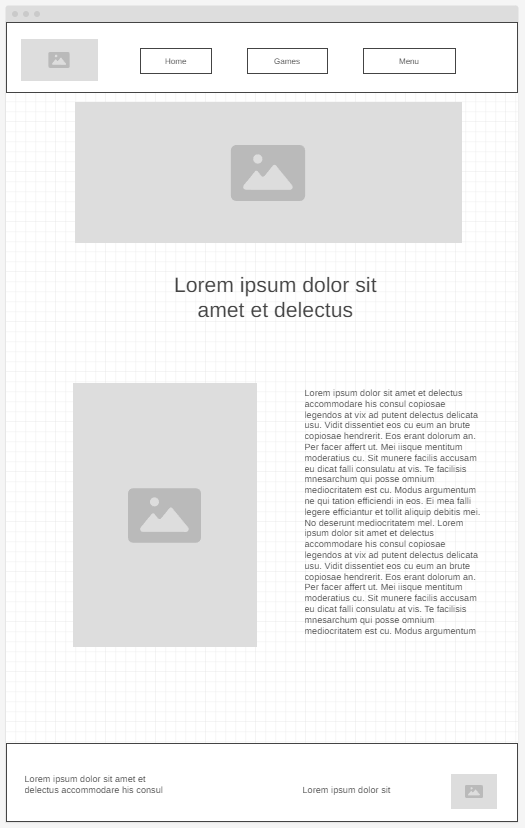 Home
Games
Menu
Lorem ipsum dolor sit
amet et delectus
Lorem ipsum dolor sit amet et delectus
accommodare his consul copiosae
legendos at vix ad putent delectus delicata
usu. Vidit dissentiet eos cu eum an brute
copiosae hendrerit. Eos erant dolorum an.
Per facer affert ut. Mei iisque mentitum
moderatius cu. Sit munere facilis accusam
eu dicat falli consulatu at vis. Te facilisis
mnesarchum qui posse omnium
mediocritatem est cu. Modus argumentum
ne qui tation efficiendi in eos. Ei mea falli
legere efficiantur et tollit aliquip debitis mei.
No deserunt mediocritatem mel. Lorem
ipsum dolor sit amet et delectus
accommodare his consul copiosae
legendos at vix ad putent delectus delicata
usu. Vidit dissentiet eos cu eum an brute
copiosae hendrerit. Eos erant dolorum an.
Per facer affert ut. Mei iisque mentitum
moderatius cu. Sit munere facilis accusam
eu dicat falli consulatu at vis. Te facilisis
mnesarchum qui posse omnium
mediocritatem est cu. Modus argumentum
Lorem ipsum dolor sit amet et
delectus accommodare his consul
Lorem ipsum dolor sit